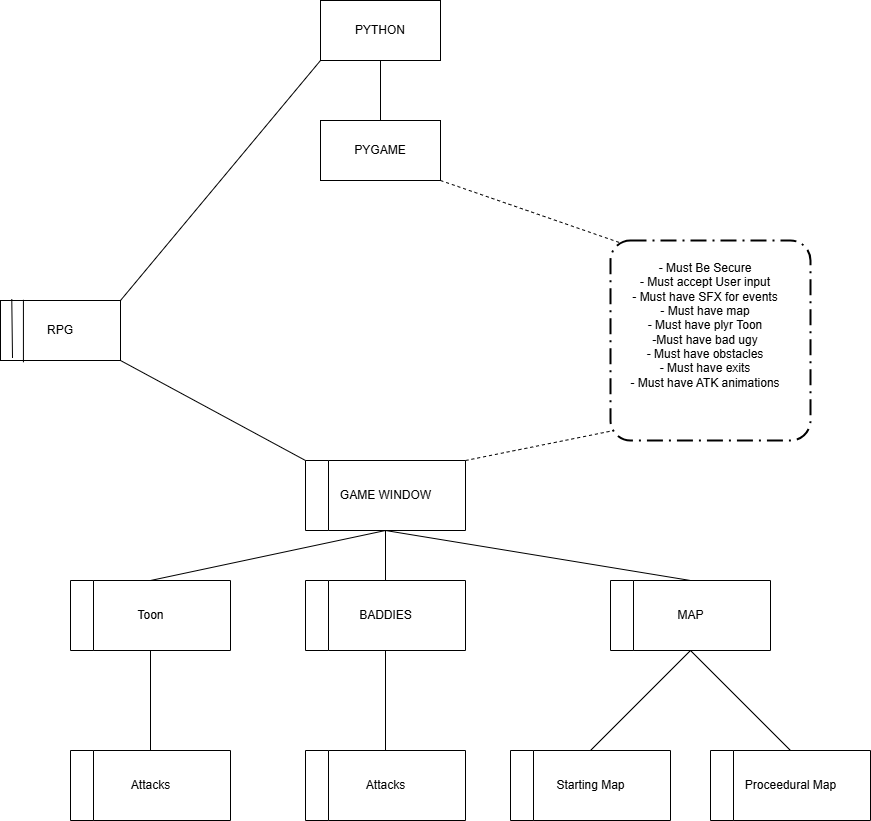 PYTHON
PYGAME
- Must Be Secure
- Must accept User input
- Must have SFX for events
- Must have map
- Must have plyr Toon
-Must have bad ugy
- Must have obstacles
- Must have exits
- Must have ATK animations
RPG
GAME WINDOW
Toon
BADDIES
MAP
Attacks
Attacks
Starting Map
Proceedural Map